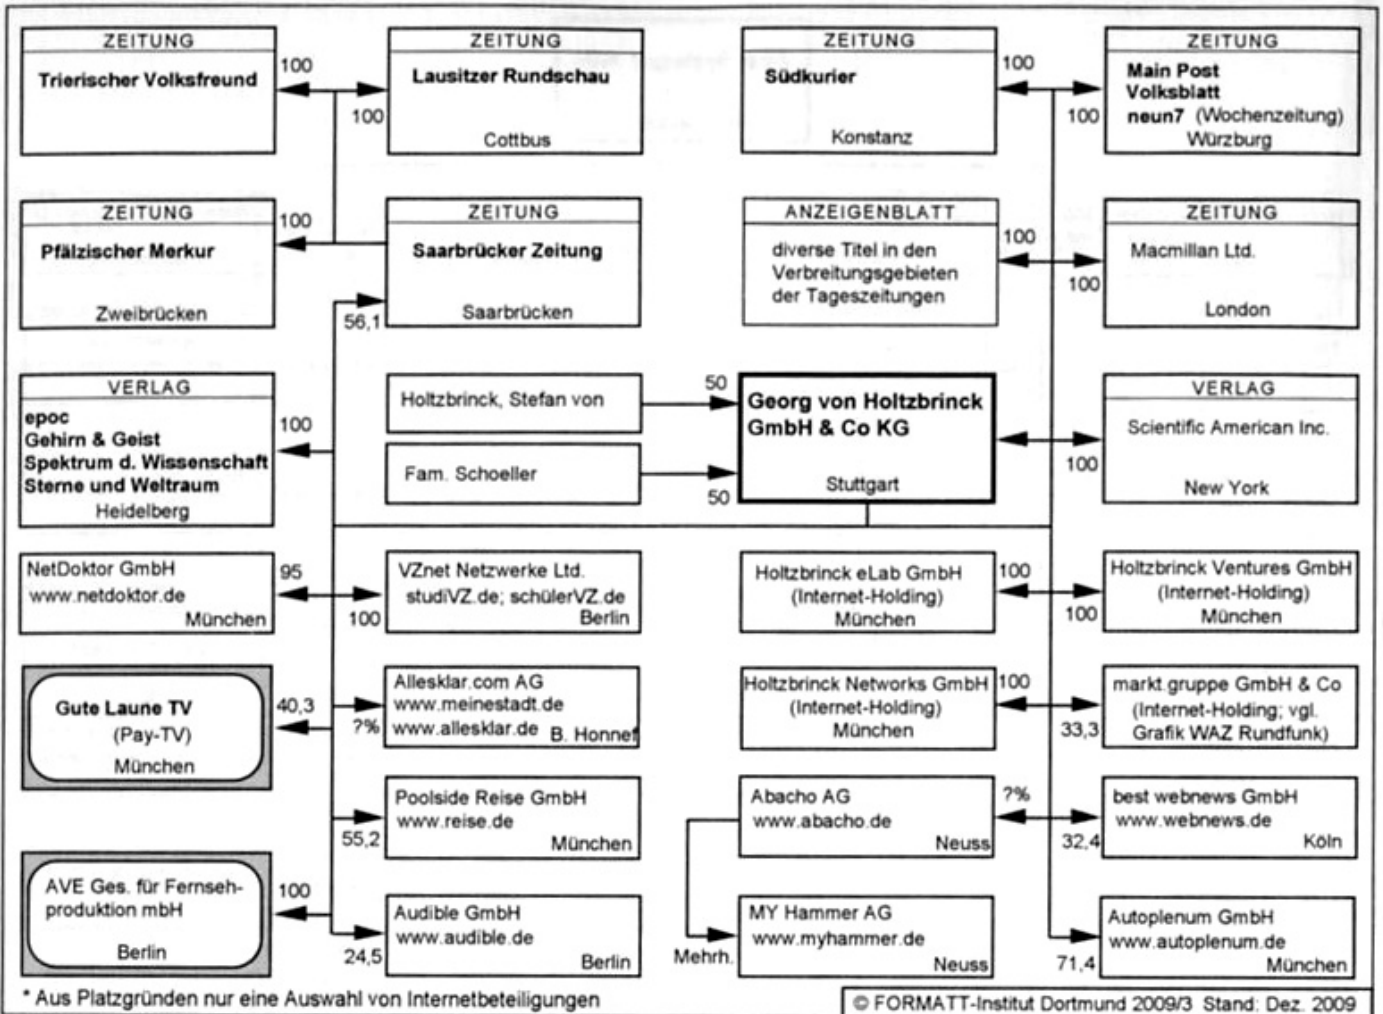 ZEITUNG
Trierischer Volksfreund
100
ZEITUNG
Lausitzer Rundschau
Cottbus
100
ZEITUNG
Südkurier
Konstanz
100
ZEITUNG
Main Post
Volksblatt
neun7 (Wochenzeitung)
Würzburg
100
ZEITUNG
Pfälzischer Merkur
Zweibrücken
100
ZEITUNG
Saarbrücker Zeitung
Saarbrücken
56,1
ANZEIGENBLATT
diverse Titel in den
Verbreitungsgebieten
der Tageszeitungen
100
ZEITUNG
Macmillan Ltd.
London
100
VERLAG
epoc
Gehirn & Geist
Spektrum d. Wissenschaft
Sterne und Weltraum
Heidelberg
100
Holtzbrinck, Stefan von
50
Fam. Schoeller
50
Georg von Holtzbrinck
GmbH & Co KG
Stuttgart
VERLAG
Scientific American Inc.
New York
100
NetDoktor GmbH
www.netdoktor.de
München
95
VZnet Netzwerke Ltd.
studiVZ.de; schülerVZ.de
Berlin
100
Holtzbrinck eLab GmbH
(Internet-Holding)
München
100
Holtzbrinck Ventures GmbH
(Internet-Holding)
München
100
Gute Laune TV
(Pay-TV)
München
40,3
Allesklar.com AG
www.meinestadt.de
www.allesklar.de B. Honnef
?%
Holtzbrinck Networks GmbH
(Internet-Holding)
München
100
markt.gruppe GmbH & Co
(Internet-Holding; vgl.
Grafik WAZ Rundfunk)
33,3
Poolside Reise GmbH
www.reise.de
München
55,2
Abacho AG
www.abacho.de
Neuss
?%
best webnews GmbH
www.webnews.de
Köln
32,4
AVE Ges. für Fernseh-
produktion mbH
Berlin
100
Audible GmbH
www.audible.de
Berlin
24,5
MY Hammer AG
www.myhammer.de
Neuss
Mehrh.
Autoplenum GmbH
www.autoplenum.de
München
71,4
* Aus Platzgründen nur eine Auswahl von Internetbeteiligungen
© FORMATT-Institut Dortmund 2009/3 Stand: Dez. 2009